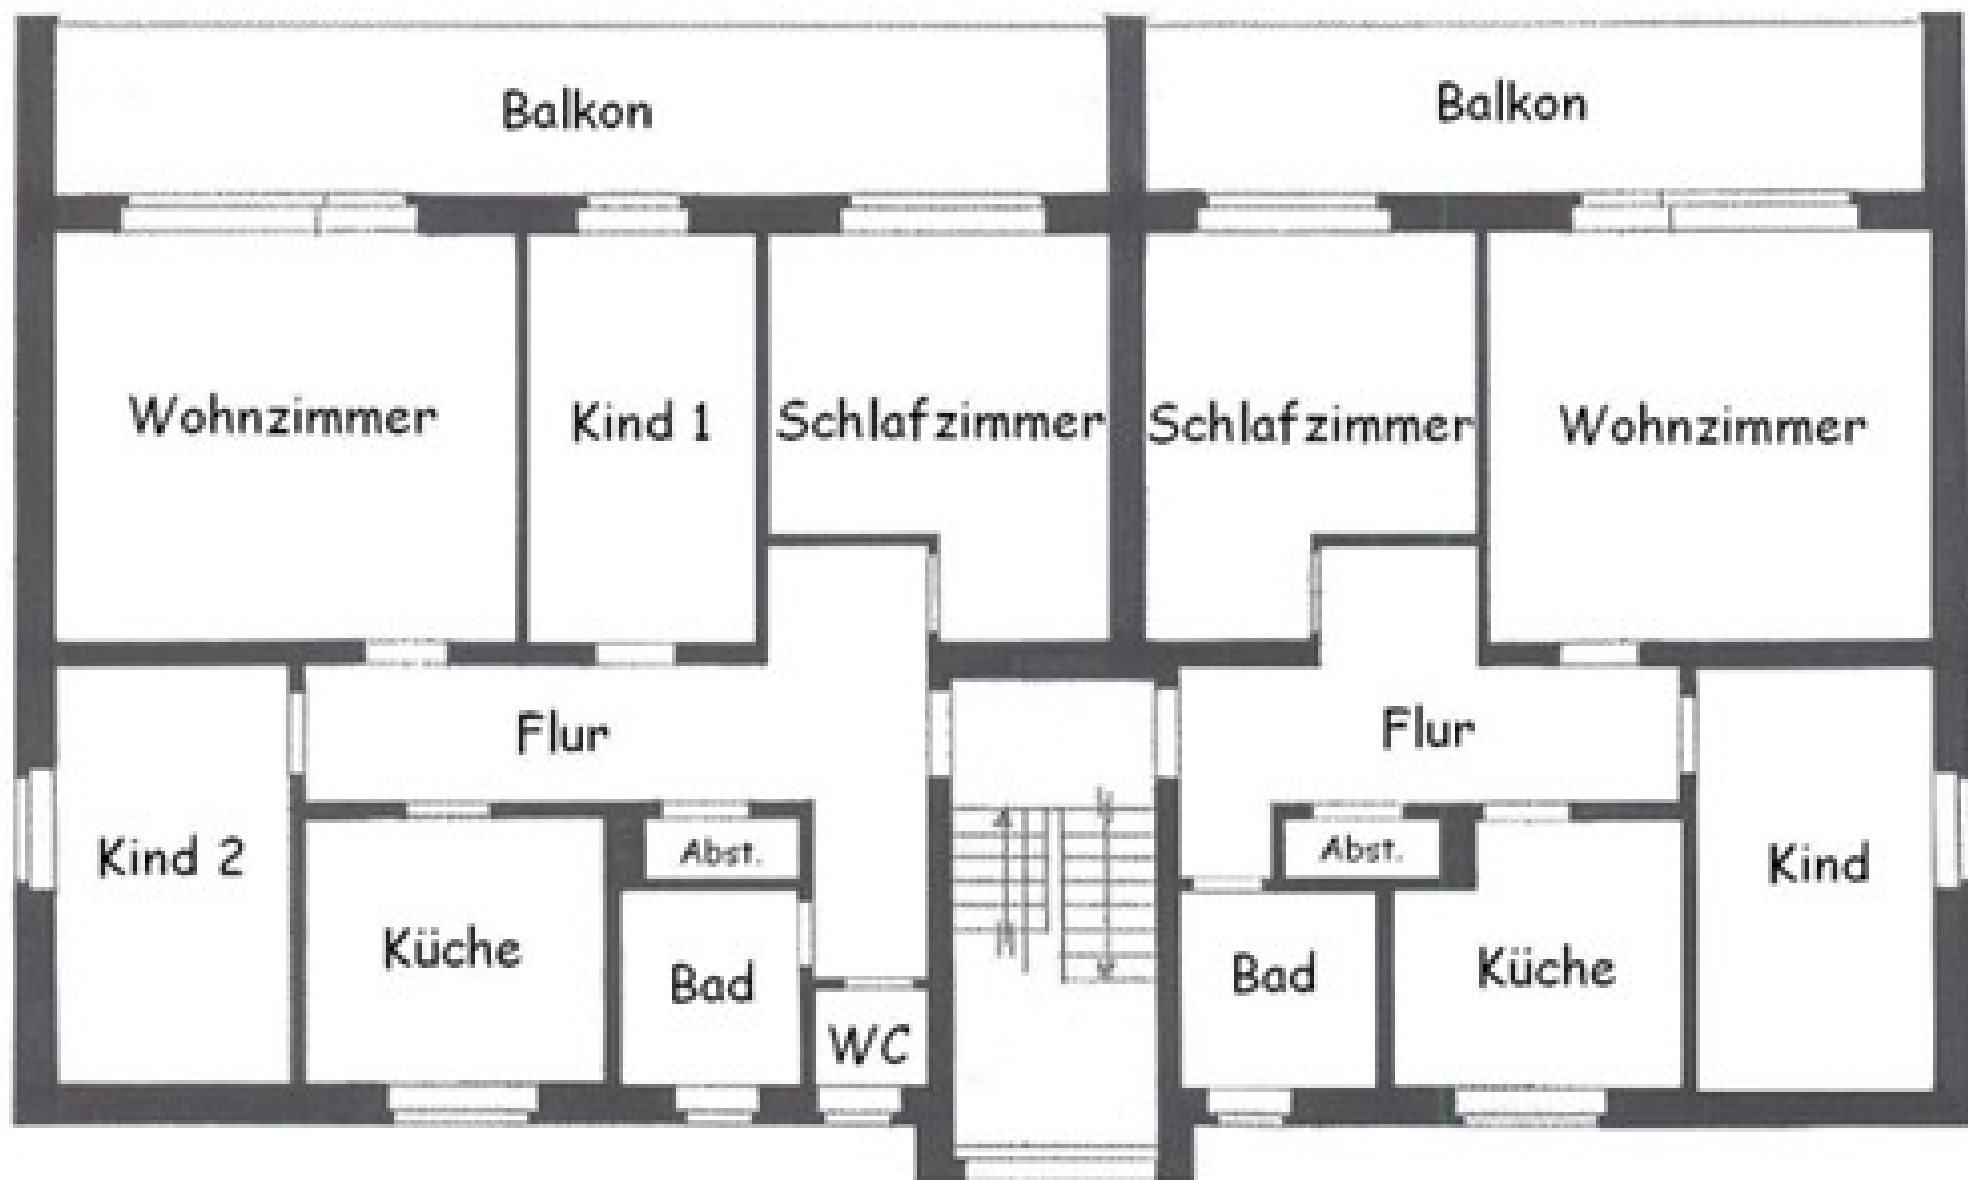 Balkon
Balkon
Wohnzimmer
Kind 1
Schlafzimmer
Schlafzimmer
Wohnzimmer
Flur
Flur
Kind 2
Küche
Abst.
Bad
WC
Abst.
Bad
Küche
Kind